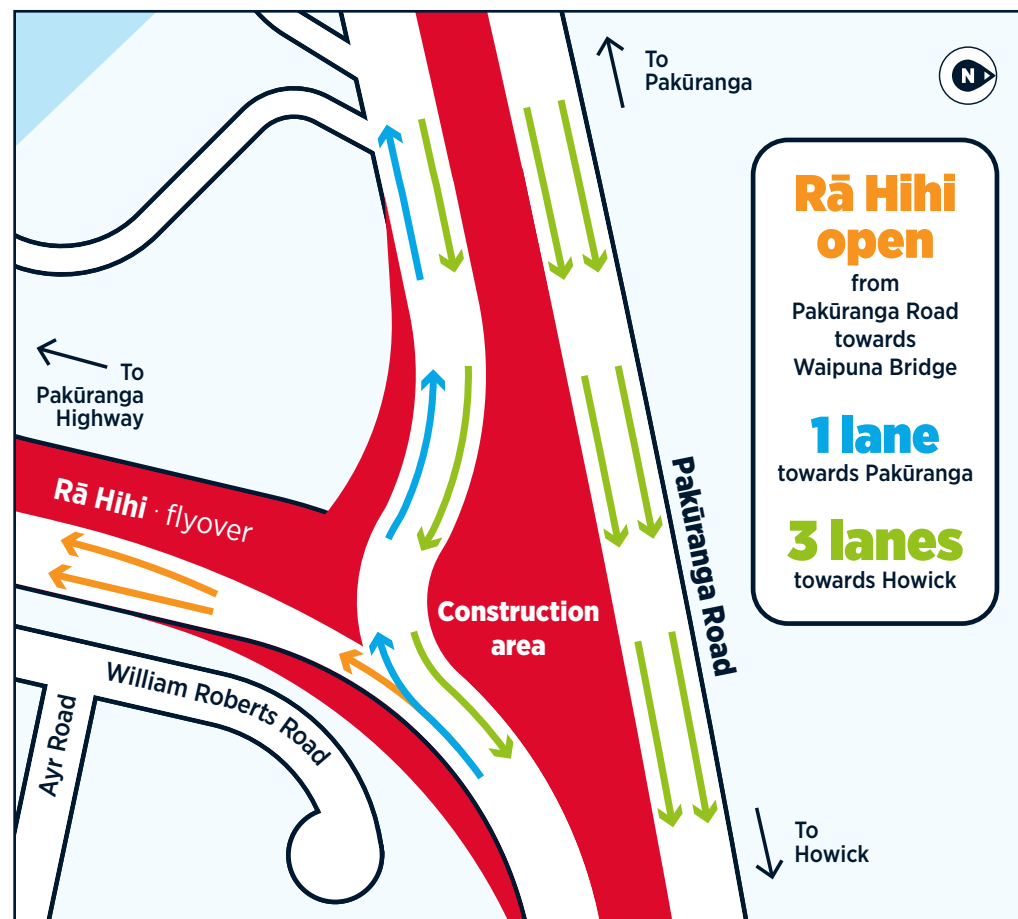 To
Pakūranga
N
Rā Hihi
open
from
Pakūranga Road
towards
Waipuna Bridge
1 lane
towards Pakūranga
3 lanes
towards Howick
To
Pakūranga
Highway
Rā Hihi · flyover
Pakūranga Road
Construction
area
William Roberts Road
Ayr Road
To
Howick